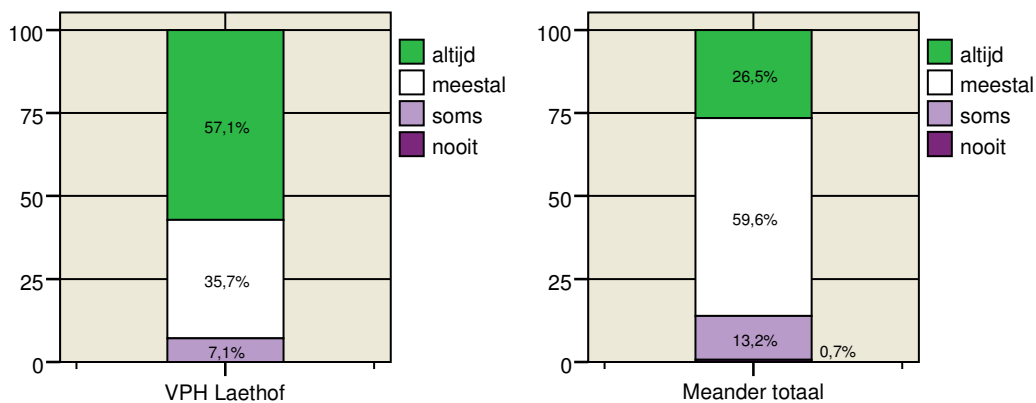 100
75
50
25
0
57,1%
35,7%
7,1%
VPH Laethof
altijd
meestal
soms
nooit
100
75
50
25
0
26,5%
59,6%
13,2%
0,7%
Meander totaal
altijd
meestal
soms
nooit